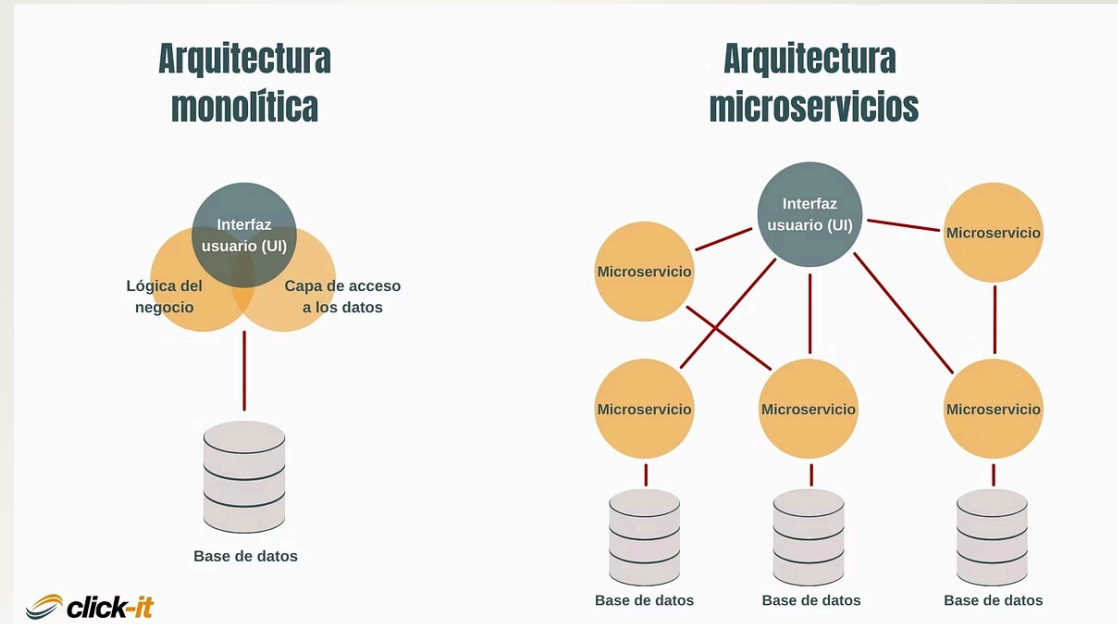 Arquitectura
monolítica
Interfaz
usuario (UI)
Lógica del
negocio
Capa de acceso
a los datos
Base de datos
Arquitectura
microservicios
Interfaz
usuario (UI)
Microservicio
Microservicio
Microservicio
Microservicio
Microservicio
Base de datos
Base de datos
Base de datos
click-it